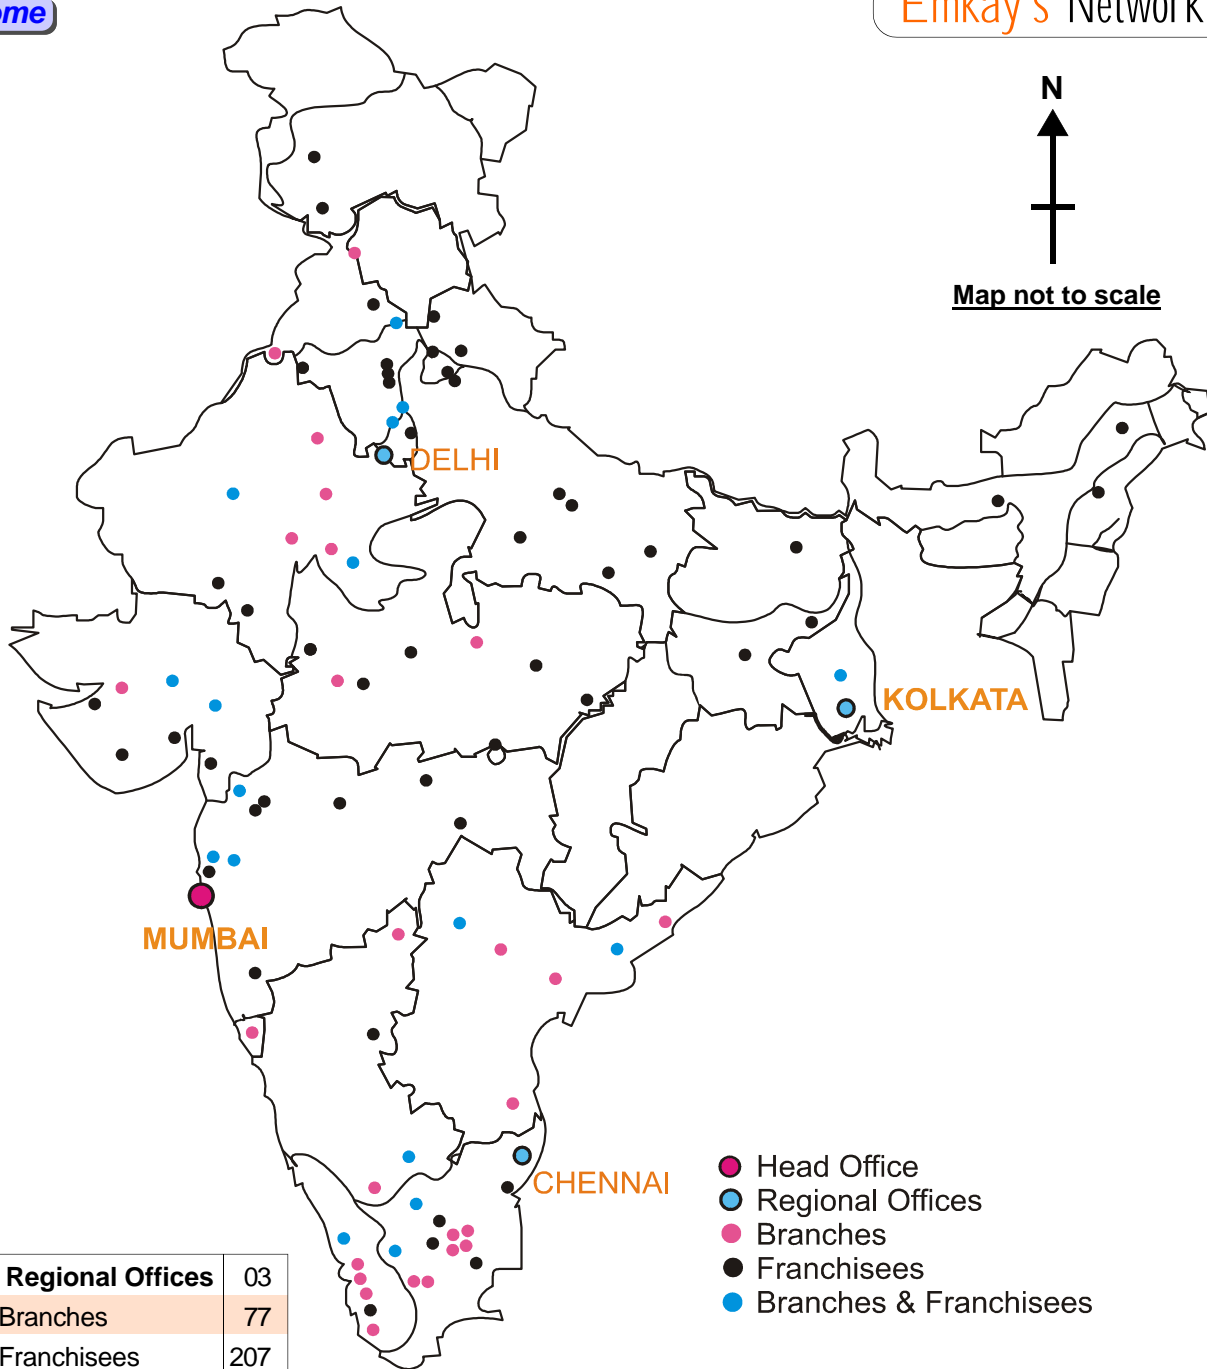 ome
Emkay's Network
N
Map not to scale
DELHI
KOLKATA
MUMBAI
CHENNAI
Head Office
Regional Offices
Branches
Franchisees
Branches & Franchisees
Regional Offices 03
Branches 77
Franchisees 207